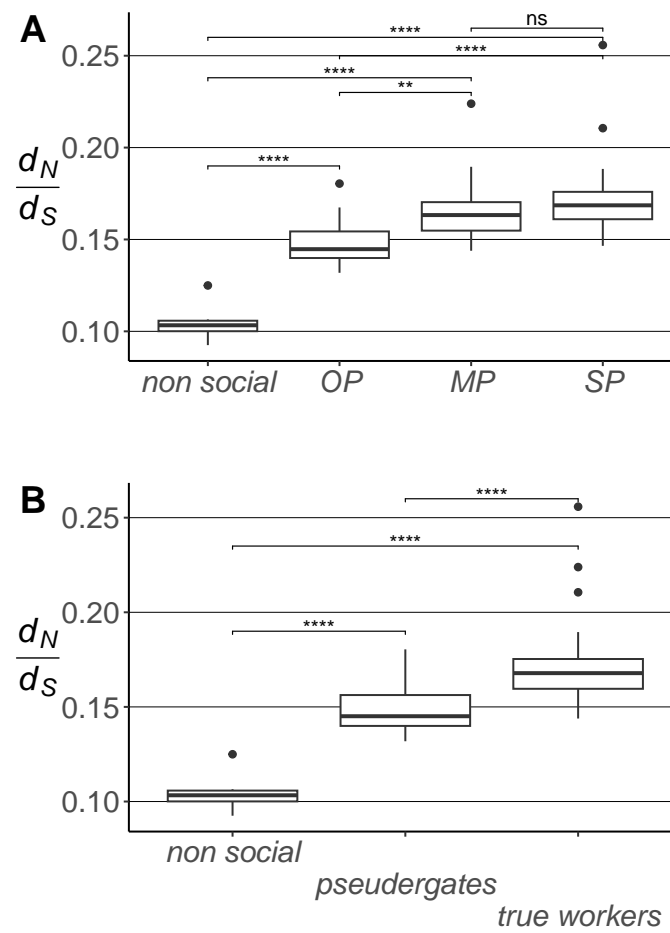 A
ns
****
0.25
****
****
**
0.20
****
dN
dS
0.15
0.10
non social OP MP SP
B
****
0.25
****
0.20
****
dN
dS
0.15
0.10
non social
pseudergates
true workers